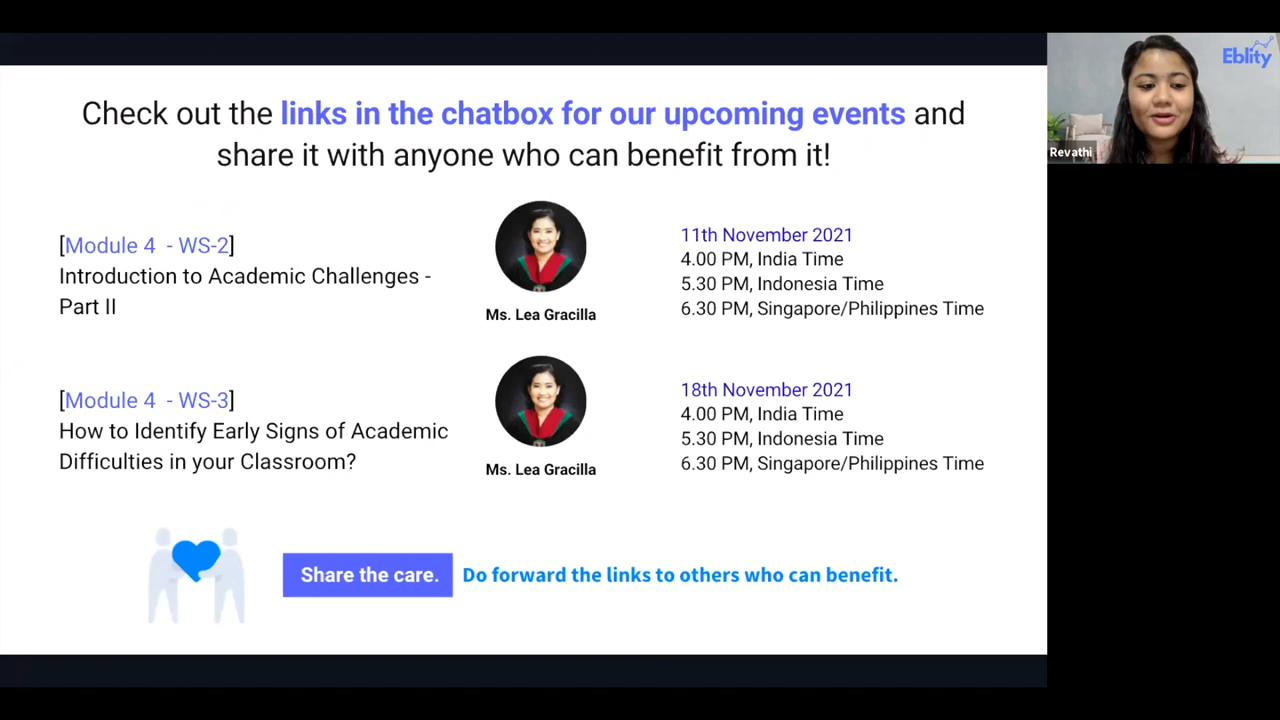 Check out the links in the chatbox for our upcoming events and
share it with anyone who can benefit from it!
[Module 4 - WS-2]
Introduction to Academic Challenges -
Part II
Ms. Lea Gracilla
11th November 2021
4.00 PM, India Time
5.30 PM, Indonesia Time
6.30 PM, Singapore/Philippines Time
[Module 4 - WS-3]
How to Identify Early Signs of Academic
Difficulties in your Classroom?
Ms. Lea Gracilla
18th November 2021
4.00 PM, India Time
5.30 PM, Indonesia Time
6.30 PM, Singapore/Philippines Time
Share the care.
Do forward the links to others who can benefit.
Eblity
Revathi